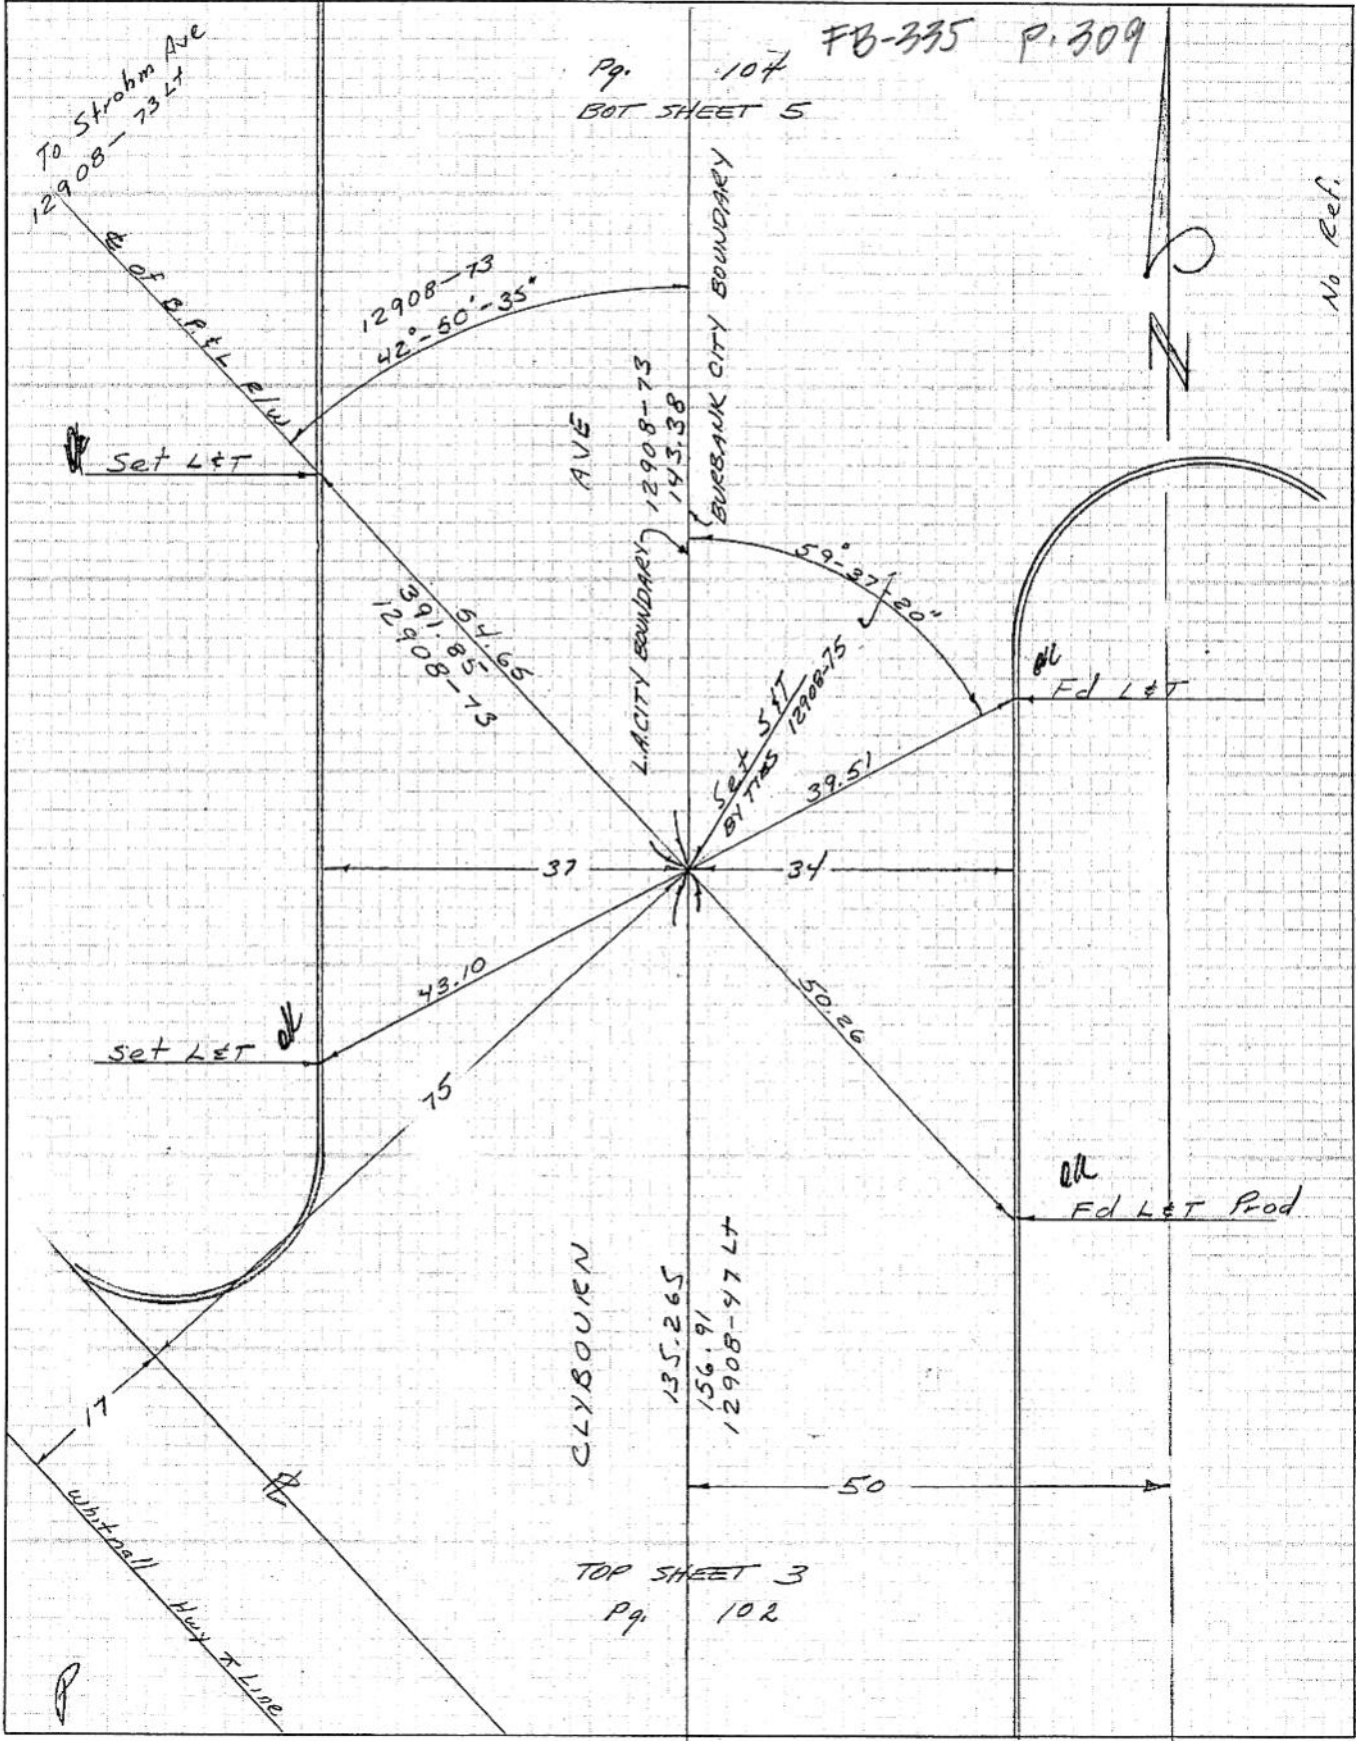 FB-335 P. 309
Pg. 104
BOT SHEET 5
To Strohm Ave
12908-73 Lt
℄ of B.P.&L R/W
12908-73
42°-50'-35"
No Ref.
N
Set L&T
AVE
L.A. CITY BOUNDARY
12908-73
143.38
BURBANK CITY BOUNDARY
59°-37'-20"
54.65
391.85
12908-73
Set S&T
BY TIES 12908-75
ok
Fd L&T
39.51
37
34
43.10
50.26
set L&T
ok
75
ok
Fd L&T Prod
CLYBOURN
135.265
156.91
12908-47 Lt
17
50
Whitnall Hwy
Line
TOP SHEET 3
Pg. 102
P